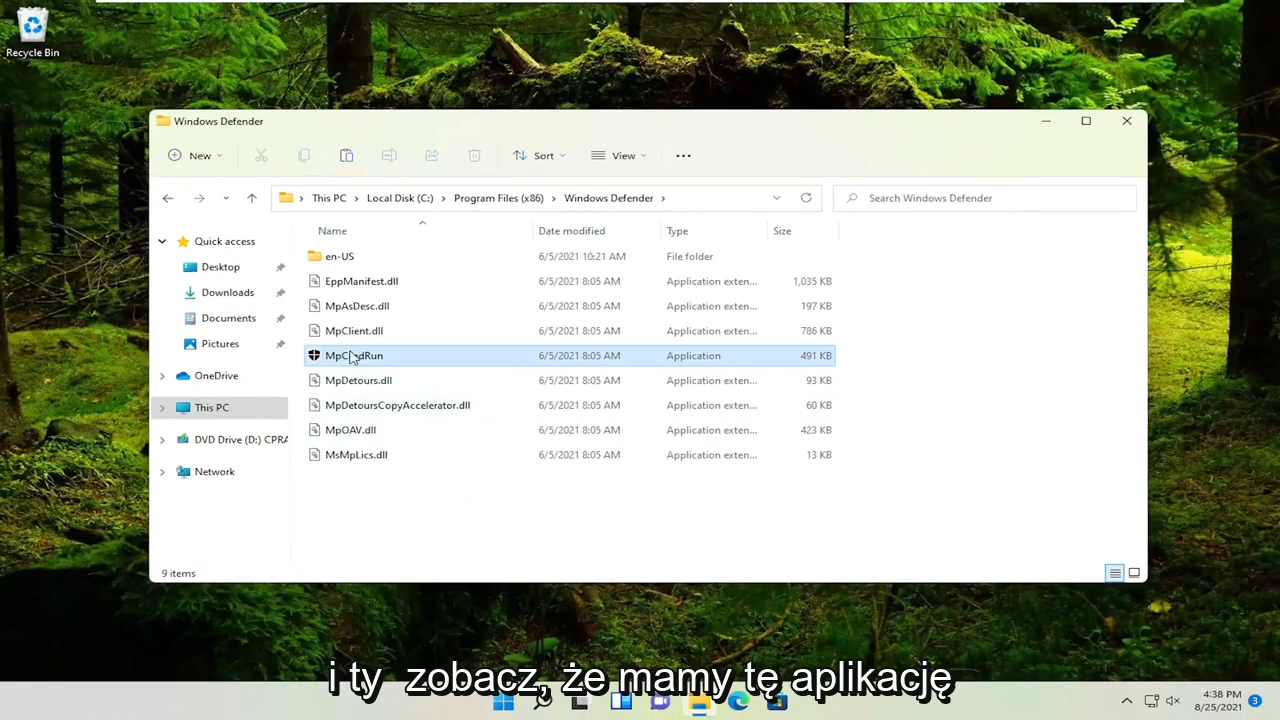 Recycle Bin
Windows Defender
New
Sort
View
This PC
Local Disk (C:)
Program Files (x86)
Windows Defender
Search Windows Defender
Name
Date modified
Type
Size
Quick access
Desktop
Downloads
Documents
Pictures
OneDrive
This PC
DVD Drive (D:) CPRA
Network
en-US 6/5/2021 10:21 AM File folder
EppManifest.dll 6/5/2021 8:05 AM Application exten... 1,035 KB
MpAsDesc.dll 6/5/2021 8:05 AM Application exten... 197 KB
MpClient.dll 6/5/2021 8:05 AM Application exten... 786 KB
MpCmdRun 6/5/2021 8:05 AM Application 491 KB
MpDetours.dll 6/5/2021 8:05 AM Application exten... 93 KB
MpDetoursCopyAccelerator.dll 6/5/2021 8:05 AM Application exten... 60 KB
MpOAV.dll 6/5/2021 8:05 AM Application exten... 423 KB
MsMpLics.dll 6/5/2021 8:05 AM Application exten... 13 KB
9 items
i ty zobacz, że mamy tę aplikację
4:38 PM
8/25/2021
3